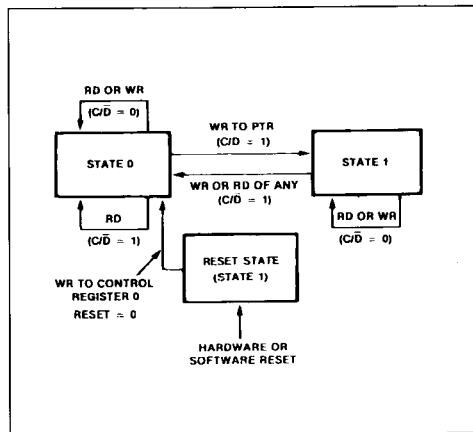 RD OR WR
(C/D̅ = 0)
STATE 0
WR TO PTR
(C/D̅ = 1)
WR OR RD OF ANY
(C/D̅ = 1)
STATE 1
RD
(C/D̅ = 1)
RD OR WR
(C/D̅ = 0)
RESET STATE
(STATE 1)
WR TO CONTROL
REGISTER 0
RESET = 0
HARDWARE OR
SOFTWARE RESET